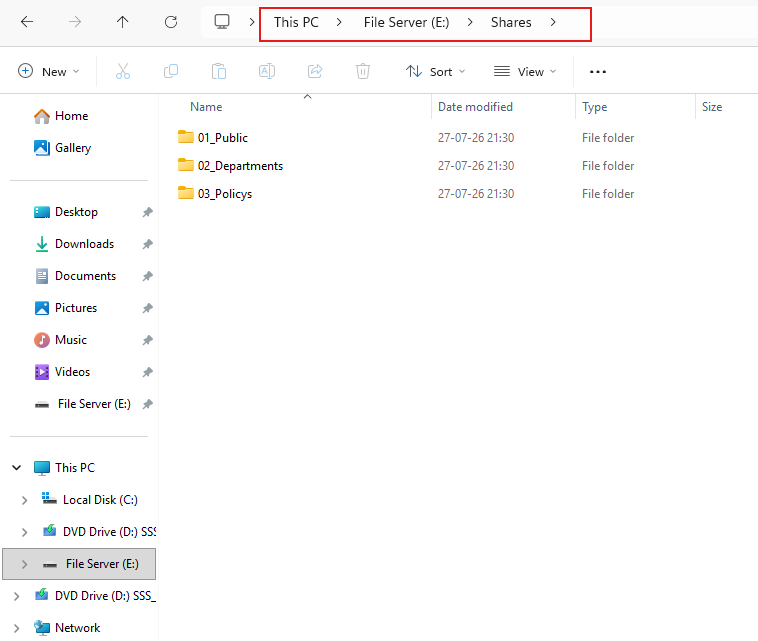 This PC > File Server (E:) > Shares >
New Sort View ...
Name Date modified Type Size
01_Public 27-07-26 21:30 File folder
02_Departments 27-07-26 21:30 File folder
03_Policys 27-07-26 21:30 File folder
Home
Gallery
Desktop
Downloads
Documents
Pictures
Music
Videos
File Server (E:)
This PC
Local Disk (C:)
DVD Drive (D:) SSS
File Server (E:)
DVD Drive (D:) SSS_
Network